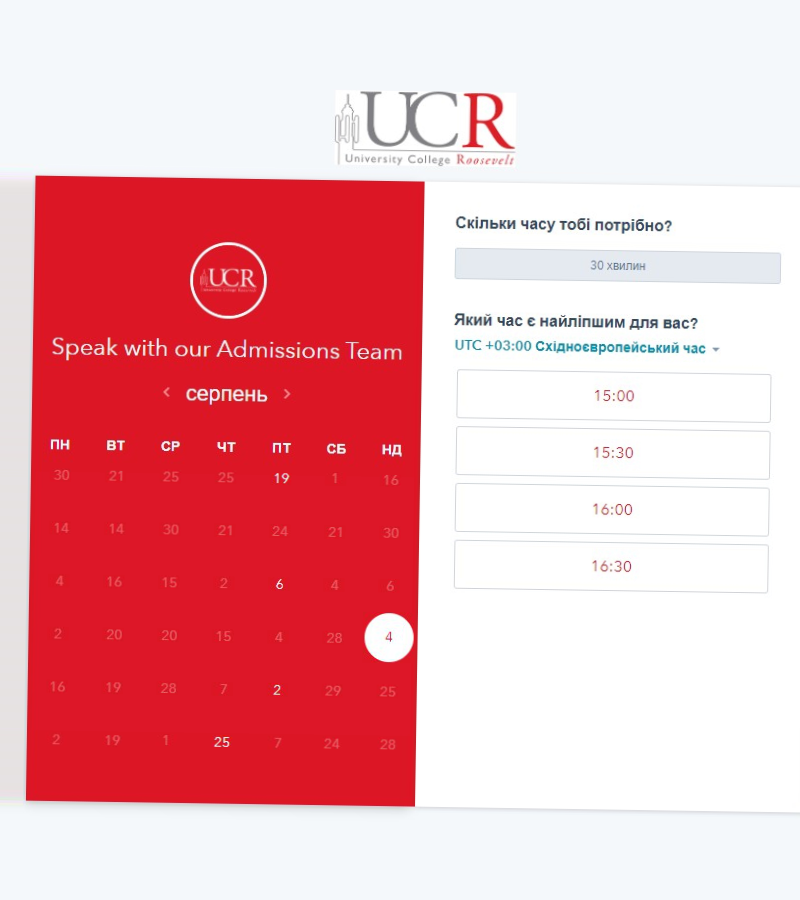 UCR
University College Roosevelt
UCR
University College Roosevelt
Speak with our Admissions Team
серпень
ПН ВТ СР ЧТ ПТ СБ НД
30 21 25 25 19 1 16
14 14 30 21 24 21 30
4 16 15 2 6 4 6
2 20 20 15 4 28 4
16 19 28 7 2 29 25
2 19 1 25 7 24 28
Скільки часу тобі потрібно?
30 хвилин
Який час є найліпшим для вас?
UTC +03:00 Східноєвропейський час
15:00
15:30
16:00
16:30